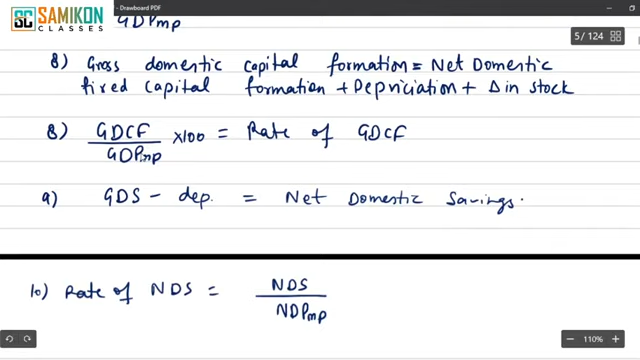 SAMIKON
CLASSES
Drawboard PDF
GDPmp
5 / 124
8) Gross domestic capital formation = Net Domestic
fixed capital formation + Depriciation + Δ in stock
8) GDCF / GDPmp × 100 = Rate of GDCF
9) GDS - dep. = Net Domestic Savings.
10) Rate of NDS = NDS / NDPmp
110%